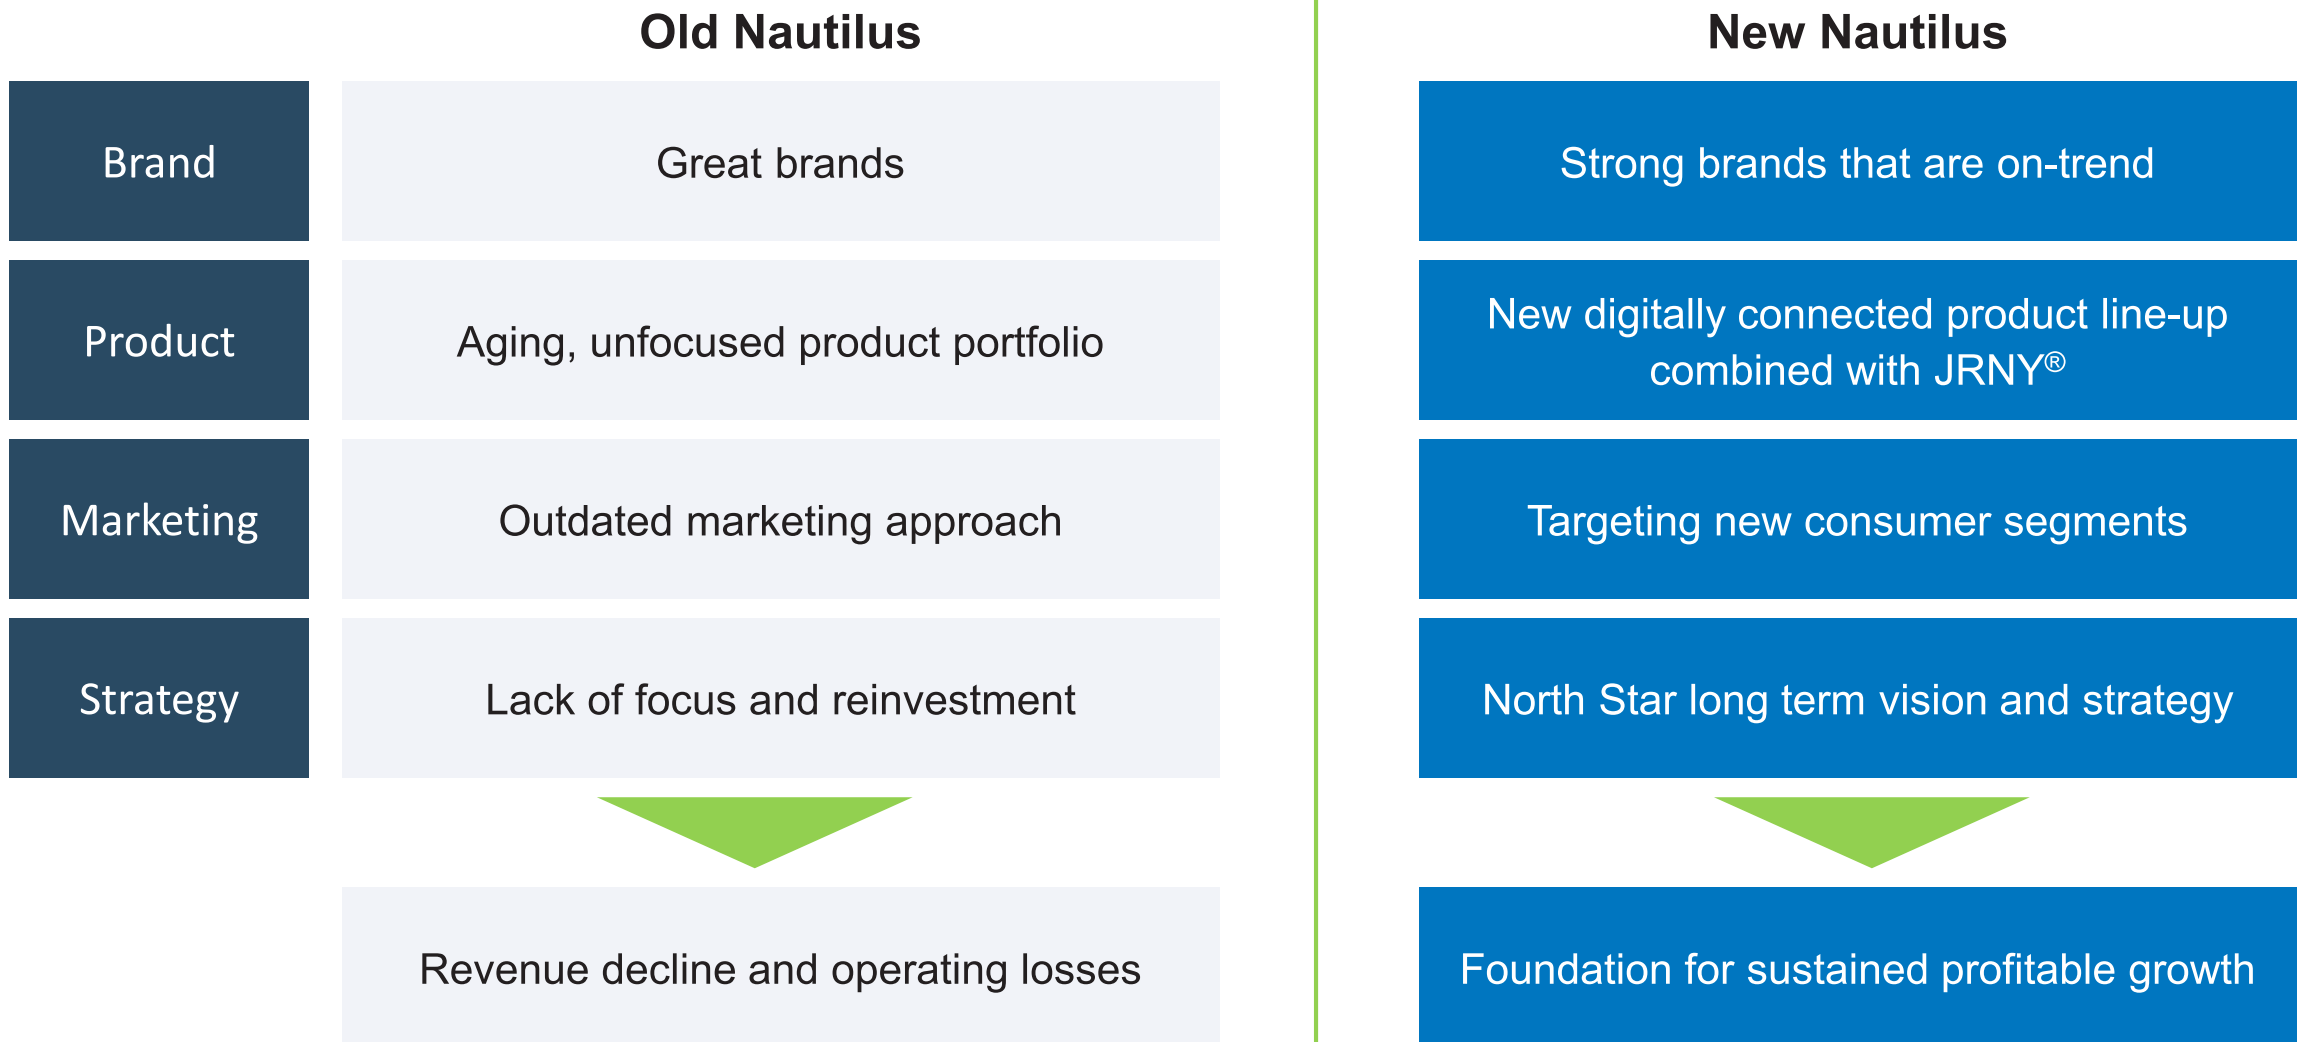 Old Nautilus
New Nautilus
Brand
Great brands
Strong brands that are on-trend
Product
Aging, unfocused product portfolio
New digitally connected product line-up
combined with JRNY®
Marketing
Outdated marketing approach
Targeting new consumer segments
Strategy
Lack of focus and reinvestment
North Star long term vision and strategy
Revenue decline and operating losses
Foundation for sustained profitable growth